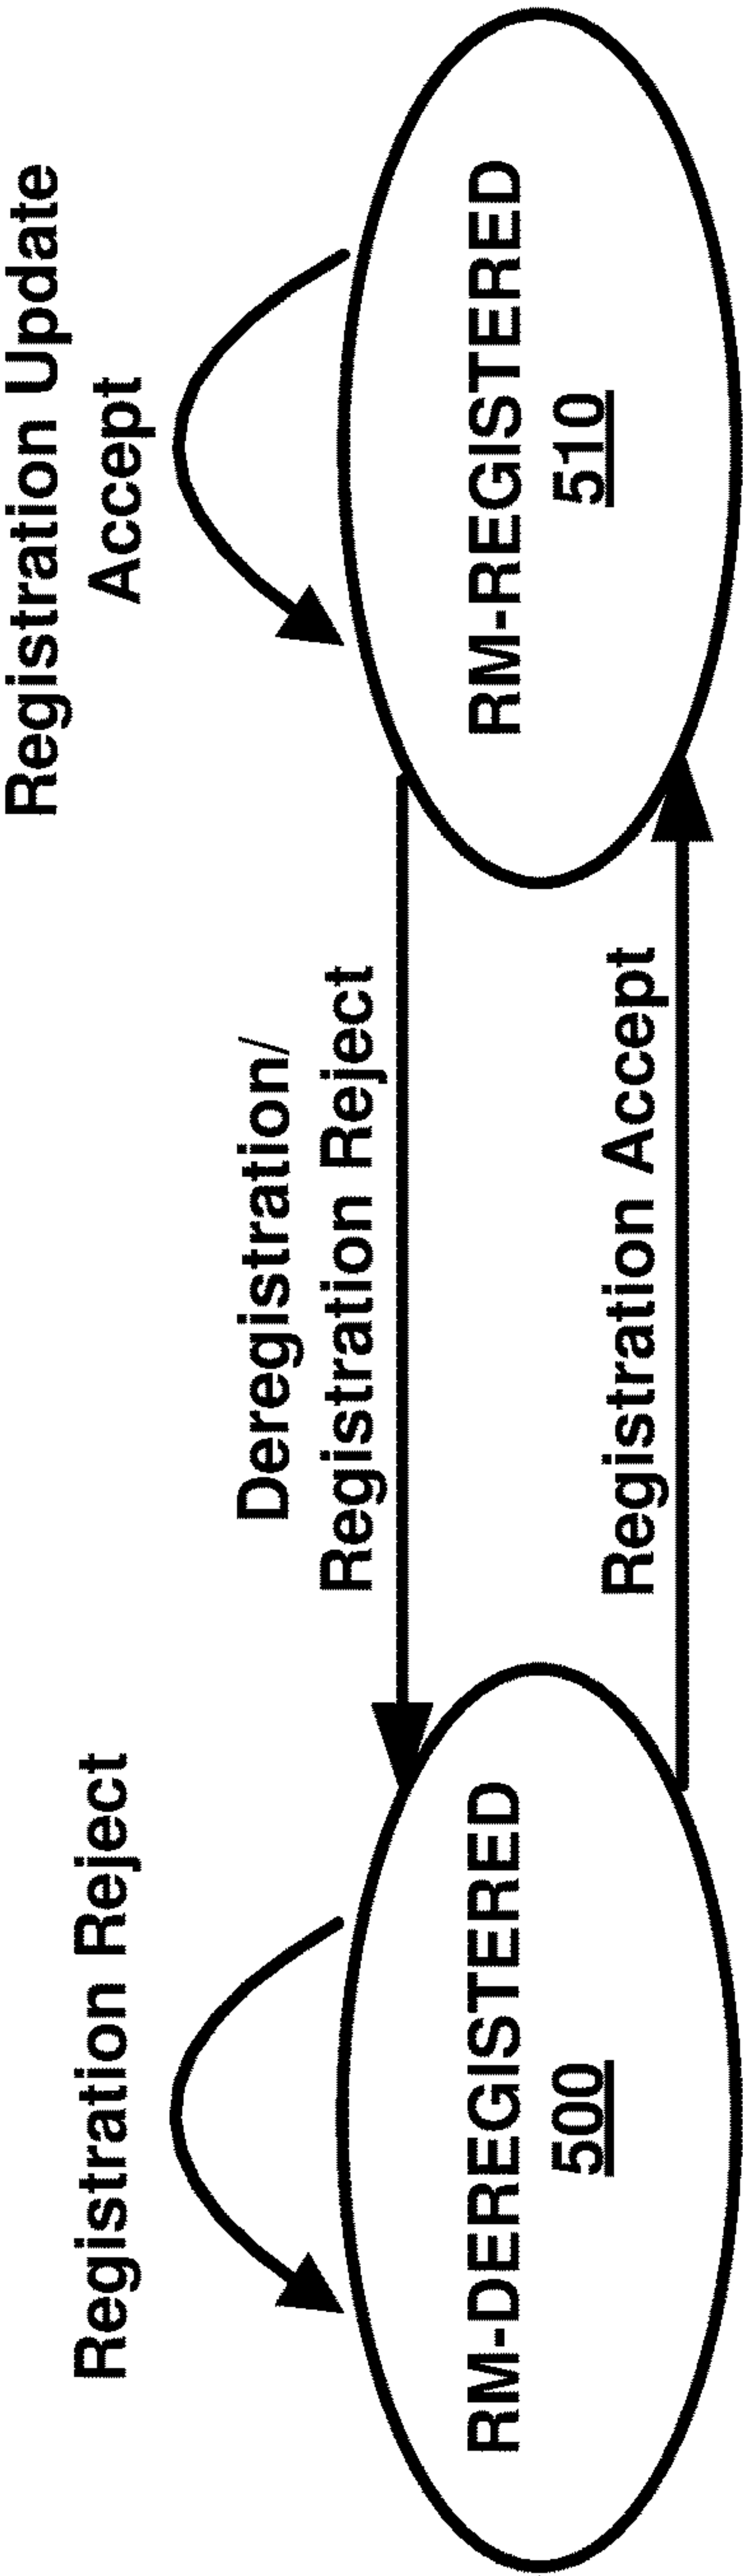 Registration Reject
RM-DEREGISTERED
500
Deregistration/
Registration Reject
Registration Accept
Registration Update
Accept
RM-REGISTERED
510